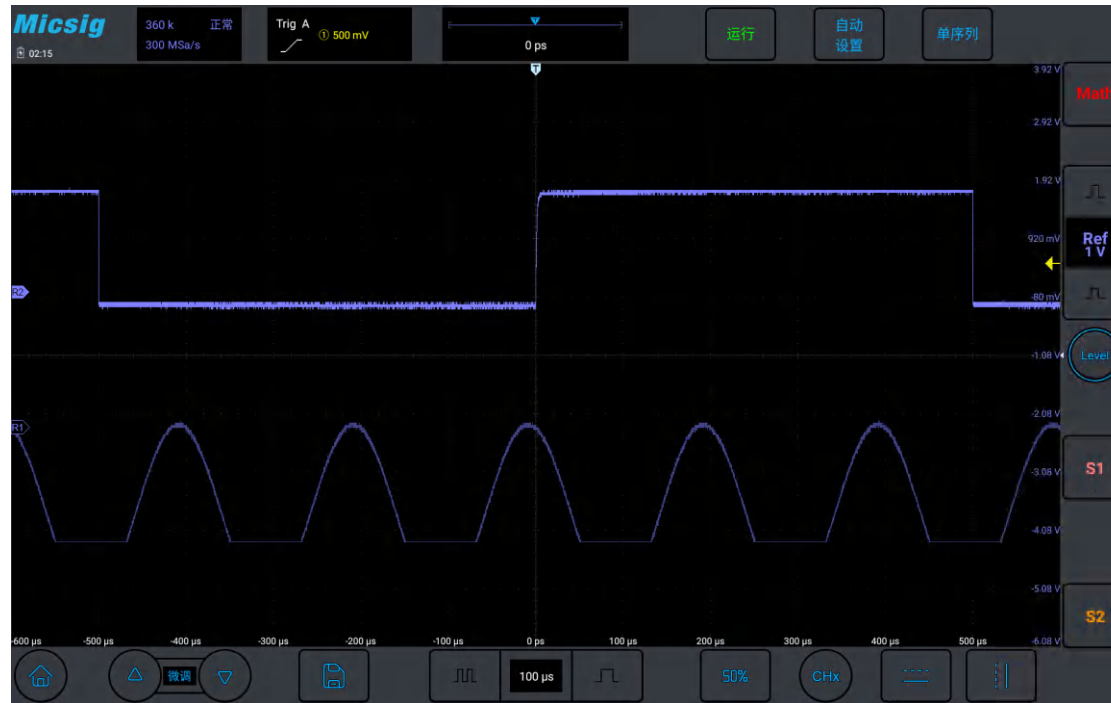 Micsig
02:15
360 k 正常
300 MSa/s
Trig A
① 500 mV
0 ps
运行
自动
设置
单序列
T
3.92 V
Math
2.92 V
1.92 V
920 mV
Ref
1 V
R2
-80 mV
-1.08 V
Level
-2.08 V
R1
-3.08 V
S1
-4.08 V
-5.08 V
S2
-6.08 V
-600 µs -500 µs -400 µs -300 µs -200 µs -100 µs 0 ps 100 µs 200 µs 300 µs 400 µs 500 µs
微调
100 µs
50%
CHx